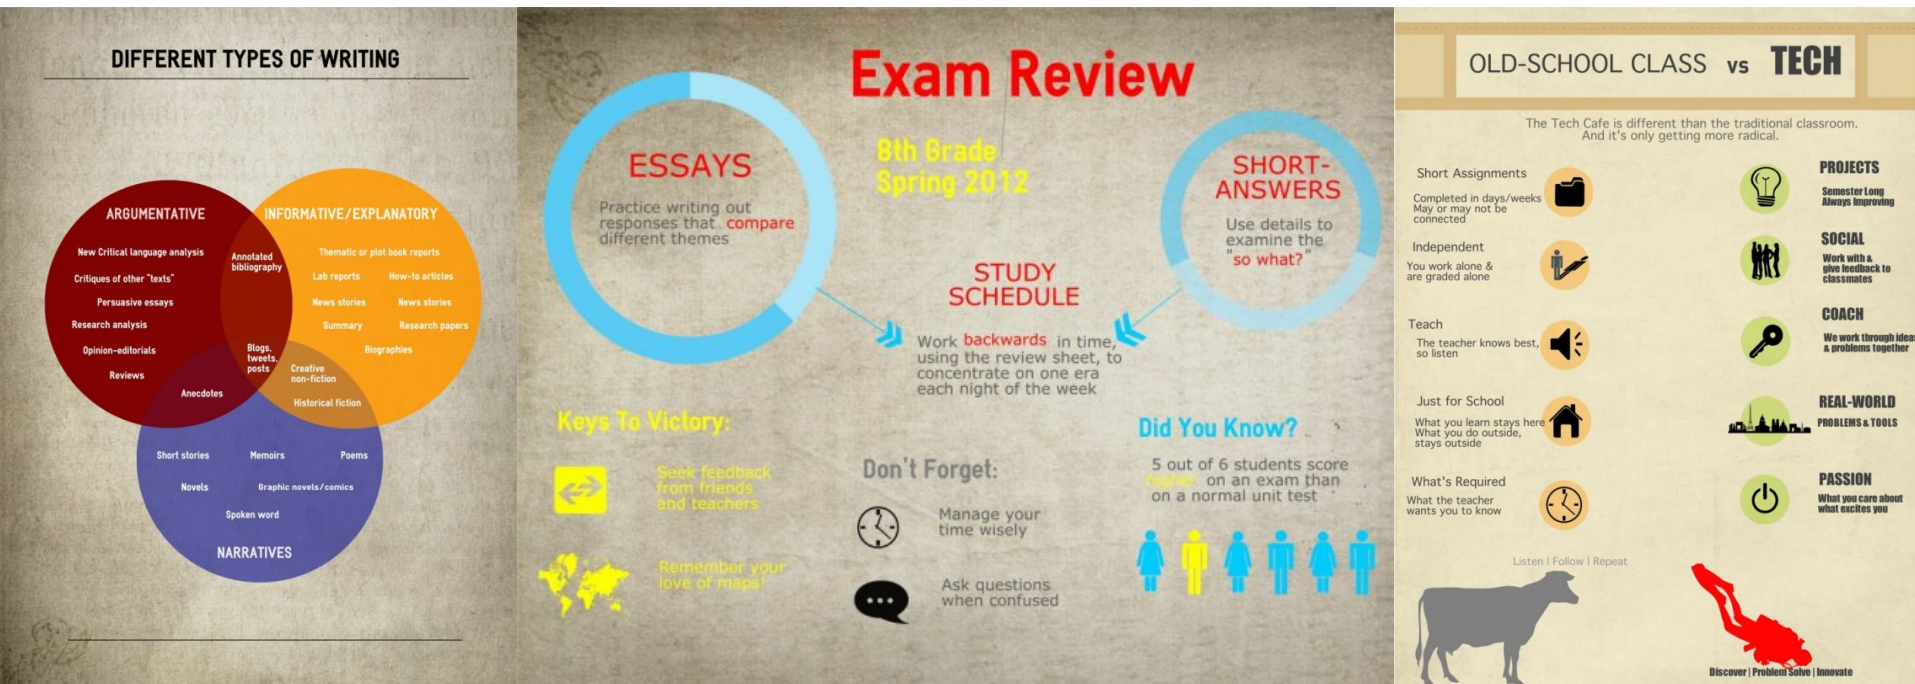 DIFFERENT TYPES OF WRITING
ARGUMENTATIVE
New Critical language analysis
Critiques of other "texts"
Persuasive essays
Research analysis
Opinion-editorials
Reviews
Annotated
bibliography
INFORMATIVE/EXPLANATORY
Thematic or plot book reports
Lab reports
How-to articles
News stories
News stories
Summary
Research papers
Biographies
Blogs,
tweets,
posts
Creative
non-fiction
Historical fiction
Anecdotes
Short stories
Memoirs
Poems
Novels
Graphic novels/comics
Spoken word
NARRATIVES
Exam Review
8th Grade
Spring 2012
ESSAYS
Practice writing out
responses that compare
different themes
SHORT-
ANSWERS
Use details to
examine the
"so what?"
STUDY
SCHEDULE
Work backwards in time,
using the review sheet, to
concentrate on one era
each night of the week
Keys To Victory:
Seek feedback
from friends
and teachers
Remember your
love of maps!
Don't Forget:
Manage your
time wisely
Ask questions
when confused
Did You Know?
5 out of 6 students score
higher on an exam than
on a normal unit test
OLD-SCHOOL CLASS vs TECH
The Tech Cafe is different than the traditional classroom.
And it's only getting more radical.
Short Assignments
Completed in days/weeks
May or may not be
connected
PROJECTS
Semester Long
Always Improving
Independent
You work alone &
are graded alone
SOCIAL
Work with &
give feedback to
classmates
Teach
The teacher knows best,
so listen
COACH
We work through ideas
& problems together
Just for School
What you learn stays here
What you do outside,
stays outside
REAL-WORLD
PROBLEMS & TOOLS
What's Required
What the teacher
wants you to know
PASSION
What you care about
what excites you
Listen | Follow | Repeat
Discover | Problem Solve | Innovate